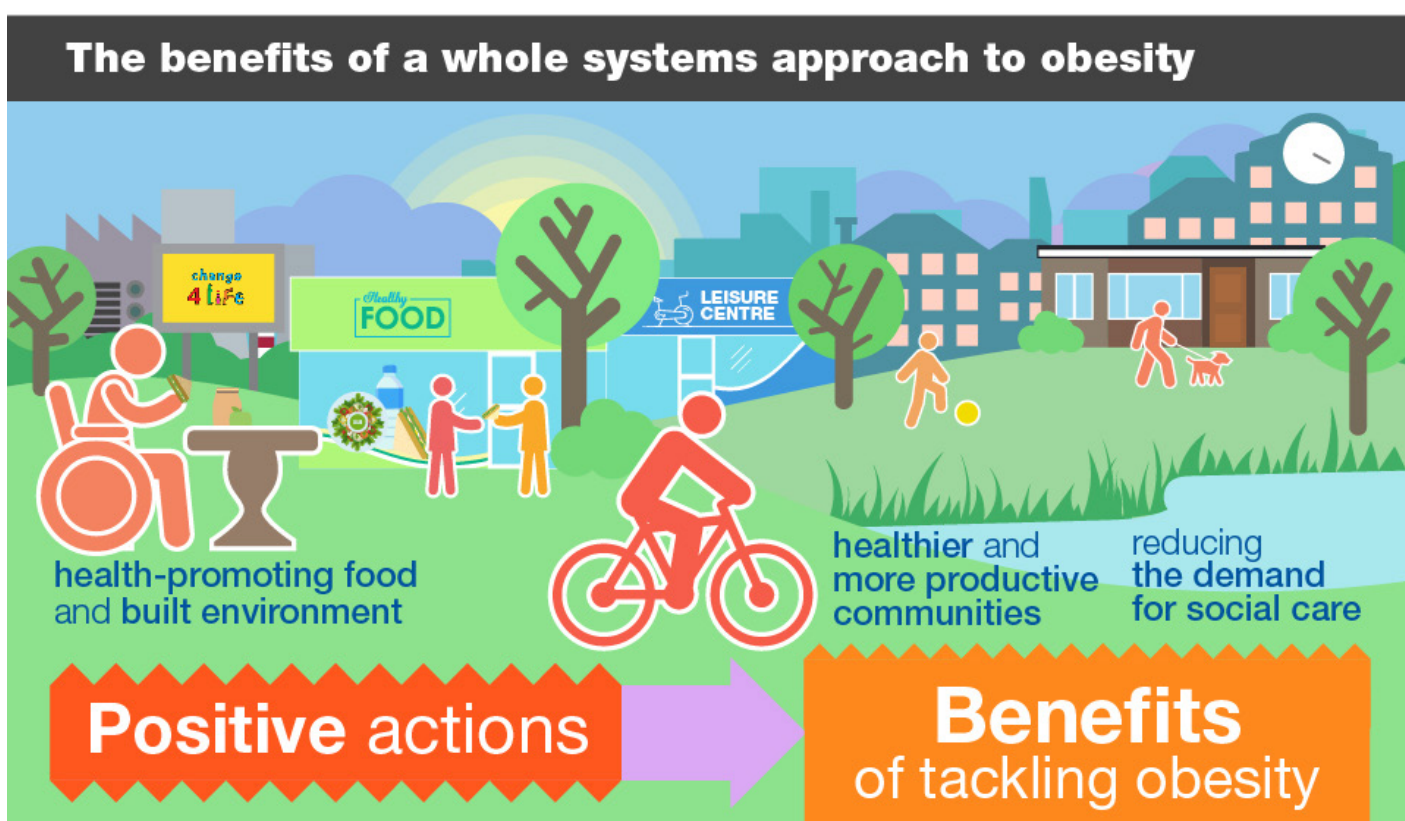 The benefits of a whole systems approach to obesity
change
4 Life
Healthy
FOOD
LEISURE
CENTRE
health-promoting food
and built environment
healthier and
more productive
communities
reducing
the demand
for social care
Positive actions
Benefits
of tackling obesity